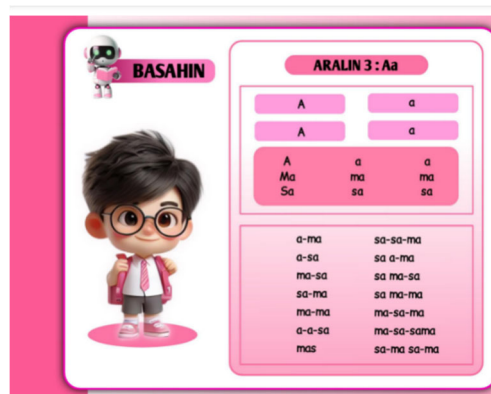 BASAHIN
ARALIN 3 : Aa
A a
A a
A a a
Ma ma ma
Sa sa sa
a-ma sa-sa-ma
a-sa sa a-ma
ma-sa sa ma-sa
sa-ma sa ma-ma
ma-ma ma-sa-ma
a-a-sa ma-sa-sama
mas sa-ma sa-ma